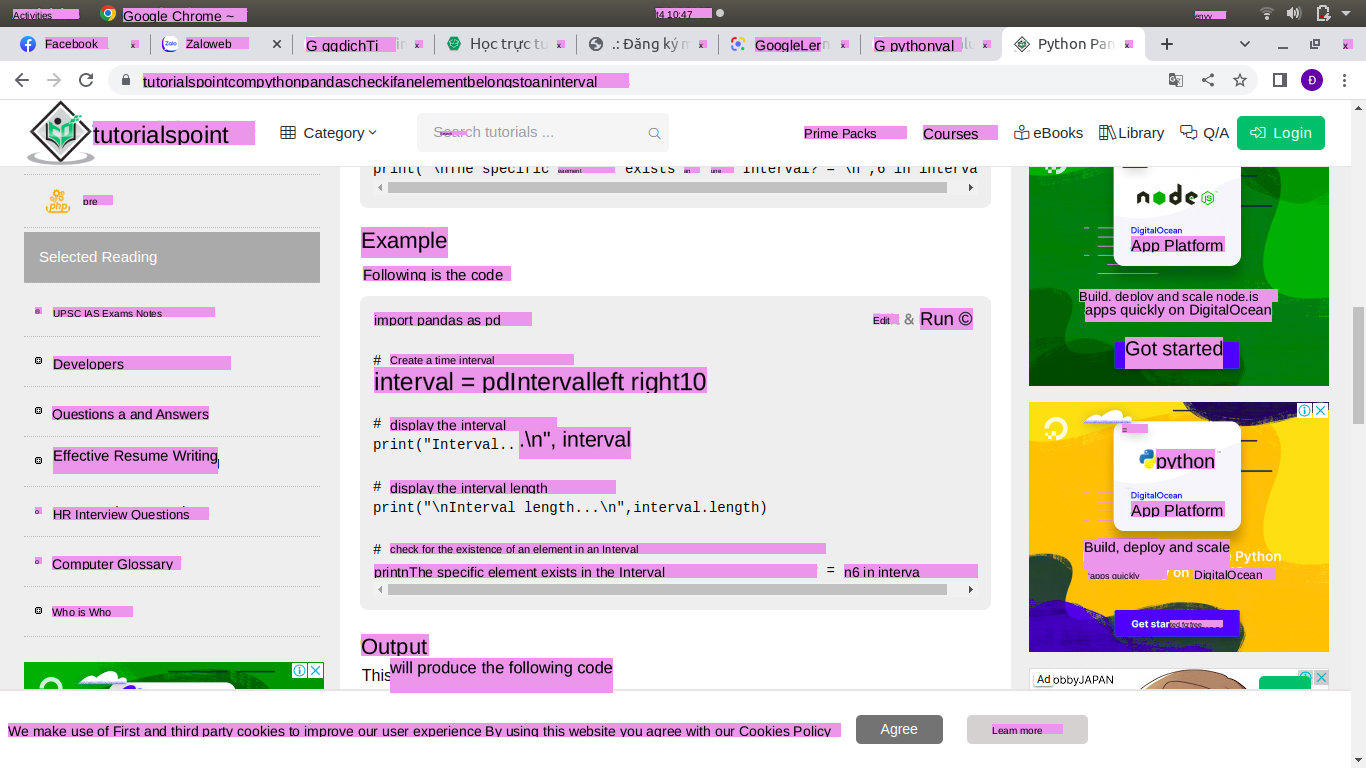 Activities
Google Chrome ~
t4 10:47
Facebook
x
Zaloweb
G ggdichTi
x
Học trực tu
x
.: Đăng ký m
x
GoogleLer
x
G pythonval
x
Python Pan
x
tutorialspointcompythonpandascheckifanelementbelongstoaninterval
Đ
tutorialspoint
Category
Search tutorials ...
Prime Packs
Courses
eBooks
Library
Q/A
Login
print( \nThe specific exists interval? = \n ,6 in interva
php
pre
Selected Reading
UPSC IAS Exams Notes
Developers
Questions a and Answers
Effective Resume Writing
HR Interview Questions
Computer Glossary
Who is Who
Example
Following is the code
import pandas as pd
Edit & Run ©
# Create a time interval
interval = pdIntervalleft right10
# display the interval
print("Interval.. .\n", interval
# display the interval length
print("\nInterval length...\n",interval.length)
# check for the existence of an element in an Interval
printnThe specific element exists in the Interval = n6 in interva
Output
This will produce the following code
node JS
DigitalOcean
App Platform
Build, deploy and scale node.js
apps quickly on DigitalOcean
Got started
python
DigitalOcean
App Platform
Build, deploy and scale Python
apps quickly on DigitalOcean
Get star
Ad obbyJAPAN
We make use of First and third party cookies to improve our user experience By using this website you agree with our Cookies Policy
Agree
Learn more